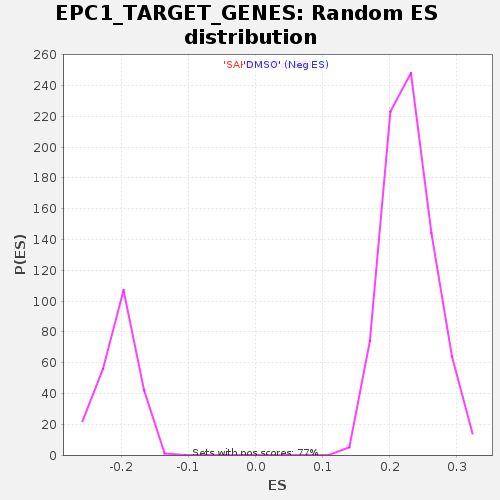 EPC1_TARGET_GENES: Random ES
distribution
'DMSO' (Neg ES)
P(ES)
260
240
220
200
180
160
140
120
100
80
60
40
20
0
Sets with pos scores: 77%
-0.2 -0.1 0.0 0.1 0.2 0.3
ES